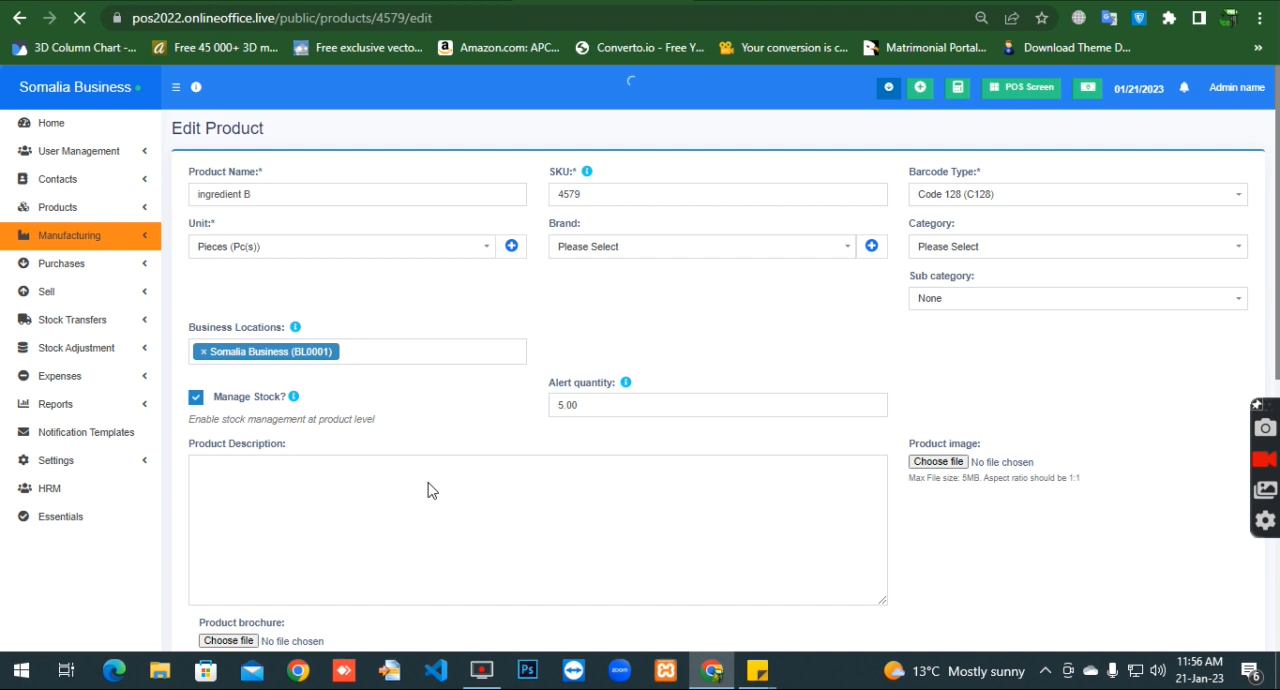 pos2022.onlineoffice.live/public/products/4579/edit
3D Column Chart -... Free 45 000+ 3D m... Free exclusive vecto... Amazon.com: APC... Converto.io - Free Y... Your conversion is c... Matrimonial Portal... Download Theme D... »
Somalia Business POS Screen 01/21/2023 Admin name
Home
User Management
Contacts
Products
Manufacturing
Purchases
Sell
Stock Transfers
Stock Adjustment
Expenses
Reports
Notification Templates
Settings
HRM
Essentials
Edit Product
Product Name:* SKU:* Barcode Type:*
ingredient B 4579 Code 128 (C128)
Unit:* Brand: Category:
Pieces (Pc(s)) Please Select Please Select
Sub category:
None
Business Locations:
× Somalia Business (BL0001)
Alert quantity:
Manage Stock? 5.00
Enable stock management at product level
Product Description: Product image:
Choose file No file chosen
Max File size: 5MB. Aspect ratio should be 1:1
Product brochure:
Choose file No file chosen
Ps zoom 13°C Mostly sunny 11:56 AM
21-Jan-23 6